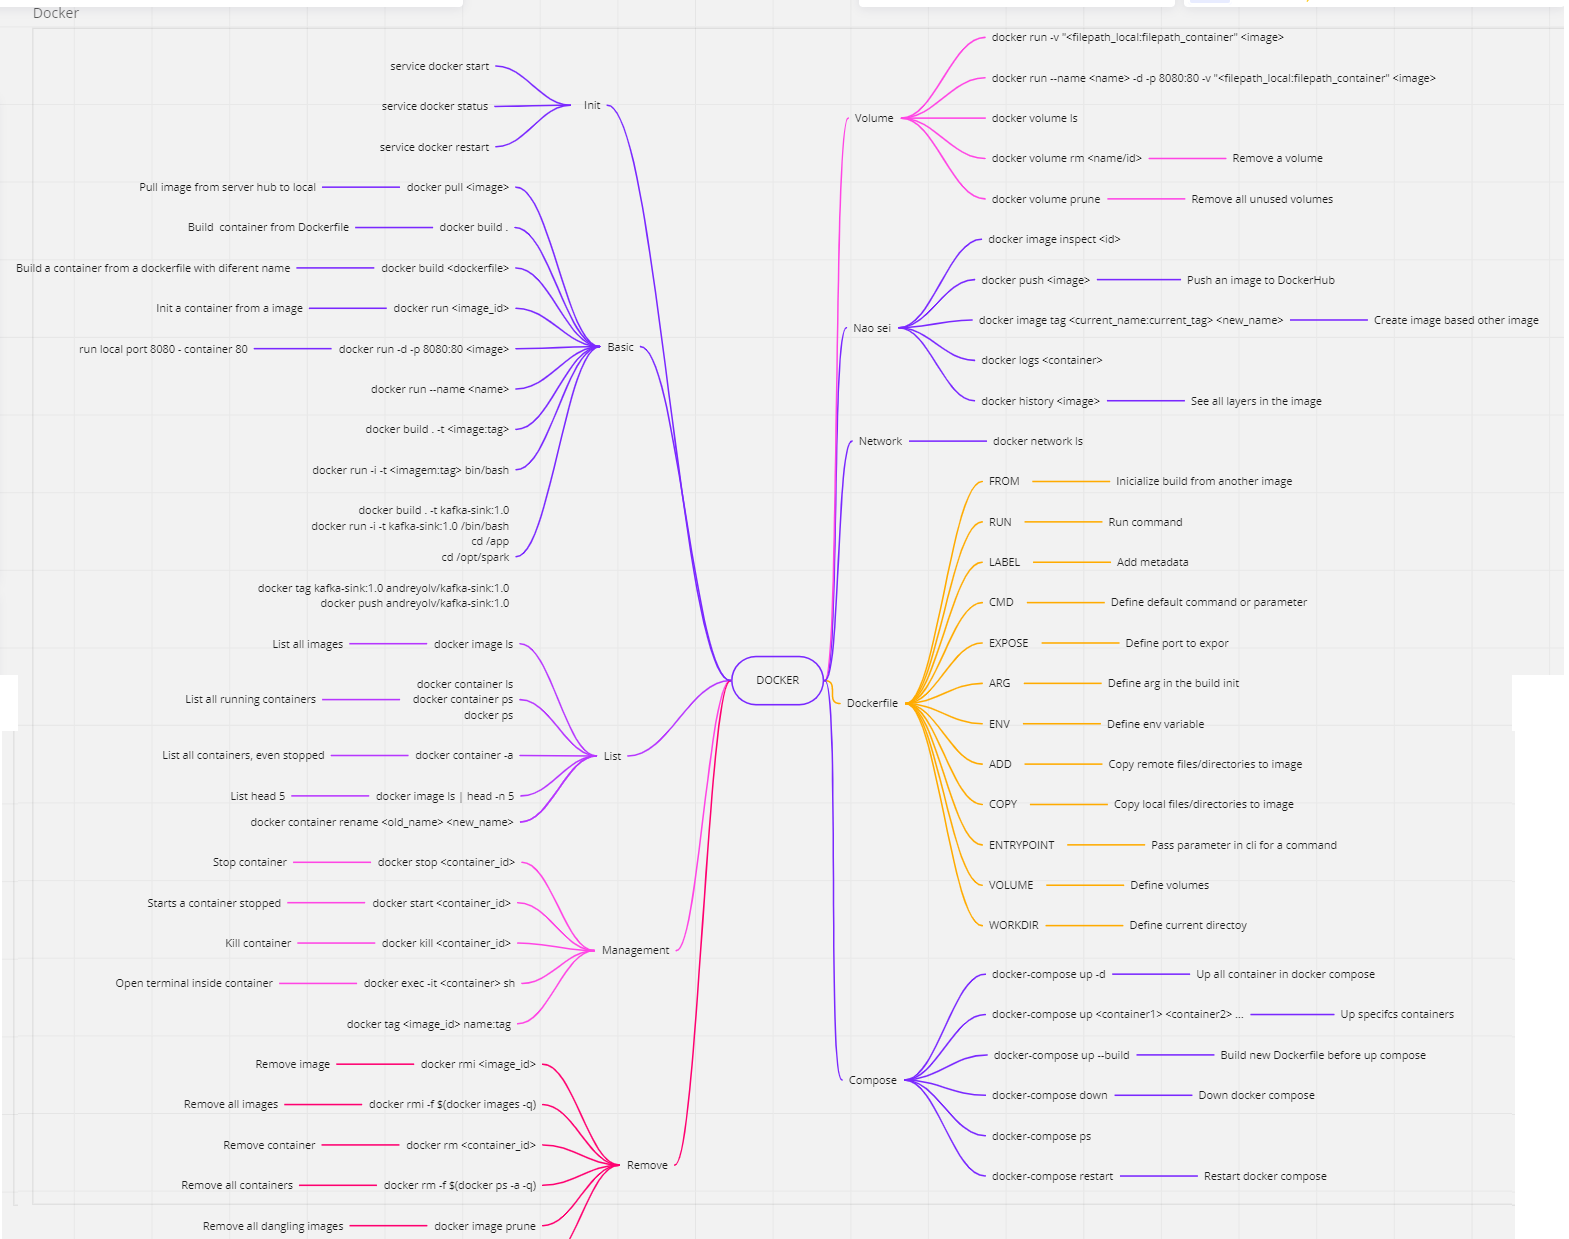 Docker
service docker start
service docker status
service docker restart
Init
Pull image from server hub to local
docker pull <image>
Build  container from Dockerfile
docker build .
Build a container from a dockerfile with diferent name
docker build <dockerfile>
Init a container from a image
docker run <image_id>
run local port 8080 - container 80
docker run -d -p 8080:80 <image>
docker run --name <name>
docker build . -t <image:tag>
docker run -i -t <imagem:tag> bin/bash
docker build . -t kafka-sink:1.0
docker run -i -t kafka-sink:1.0 /bin/bash
cd /app
cd /opt/spark
docker tag kafka-sink:1.0 andreyolv/kafka-sink:1.0
docker push andreyolv/kafka-sink:1.0
Basic
List all images
docker image ls
List all running containers
docker container ls
docker container ps
docker ps
List all containers, even stopped
docker container -a
List head 5
docker image ls | head -n 5
docker container rename <old_name> <new_name>
List
Stop container
docker stop <container_id>
Starts a container stopped
docker start <container_id>
Kill container
docker kill <container_id>
Open terminal inside container
docker exec -it <container> sh
docker tag <image_id> name:tag
Management
Remove image
docker rmi <image_id>
Remove all images
docker rmi -f $(docker images -q)
Remove container
docker rm <container_id>
Remove all containers
docker rm -f $(docker ps -a -q)
Remove all dangling images
docker image prune
Remove
DOCKER
Volume
docker run -v "<filepath_local:filepath_container" <image>
docker run --name <name> -d -p 8080:80 -v "<filepath_local:filepath_container" <image>
docker volume ls
docker volume rm <name/id>
Remove a volume
docker volume prune
Remove all unused volumes
Nao sei
docker image inspect <id>
docker push <image>
Push an image to DockerHub
docker image tag <current_name:current_tag> <new_name>
Create image based other image
docker logs <container>
docker history <image>
See all layers in the image
Network
docker network ls
Dockerfile
FROM
Inicialize build from another image
RUN
Run command
LABEL
Add metadata
CMD
Define default command or parameter
EXPOSE
Define port to expor
ARG
Define arg in the build init
ENV
Define env variable
ADD
Copy remote files/directories to image
COPY
Copy local files/directories to image
ENTRYPOINT
Pass parameter in cli for a command
VOLUME
Define volumes
WORKDIR
Define current directoy
Compose
docker-compose up -d
Up all container in docker compose
docker-compose up <container1> <container2> ...
Up specifcs containers
docker-compose up --build
Build new Dockerfile before up compose
docker-compose down
Down docker compose
docker-compose ps
docker-compose restart
Restart docker compose